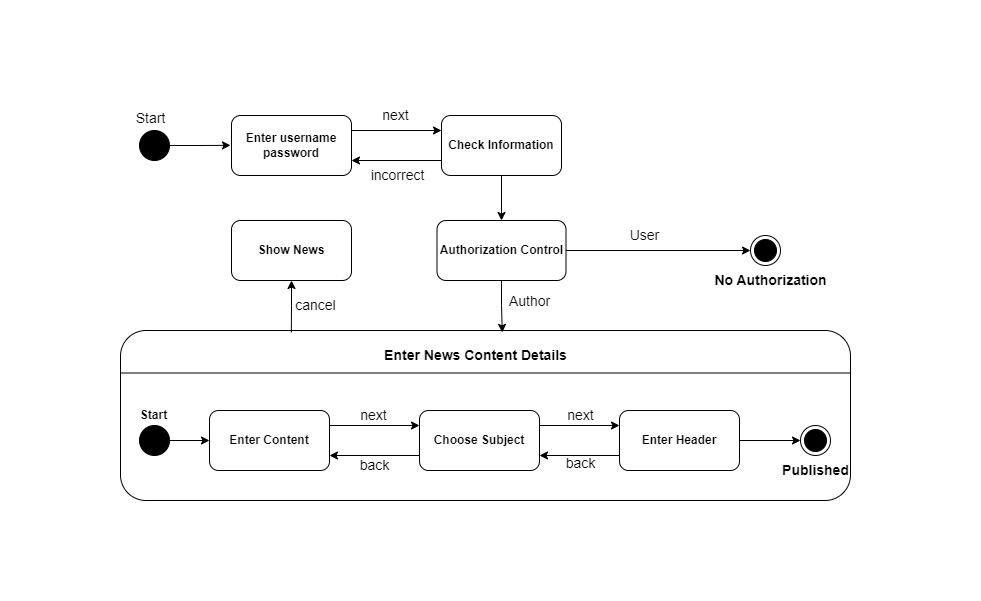 Start
next
Enter username
password
Check Information
incorrect
Show News
Authorization Control
User
No Authorization
cancel
Author
Enter News Content Details
Start
Enter Content
next
back
Choose Subject
next
back
Enter Header
Published